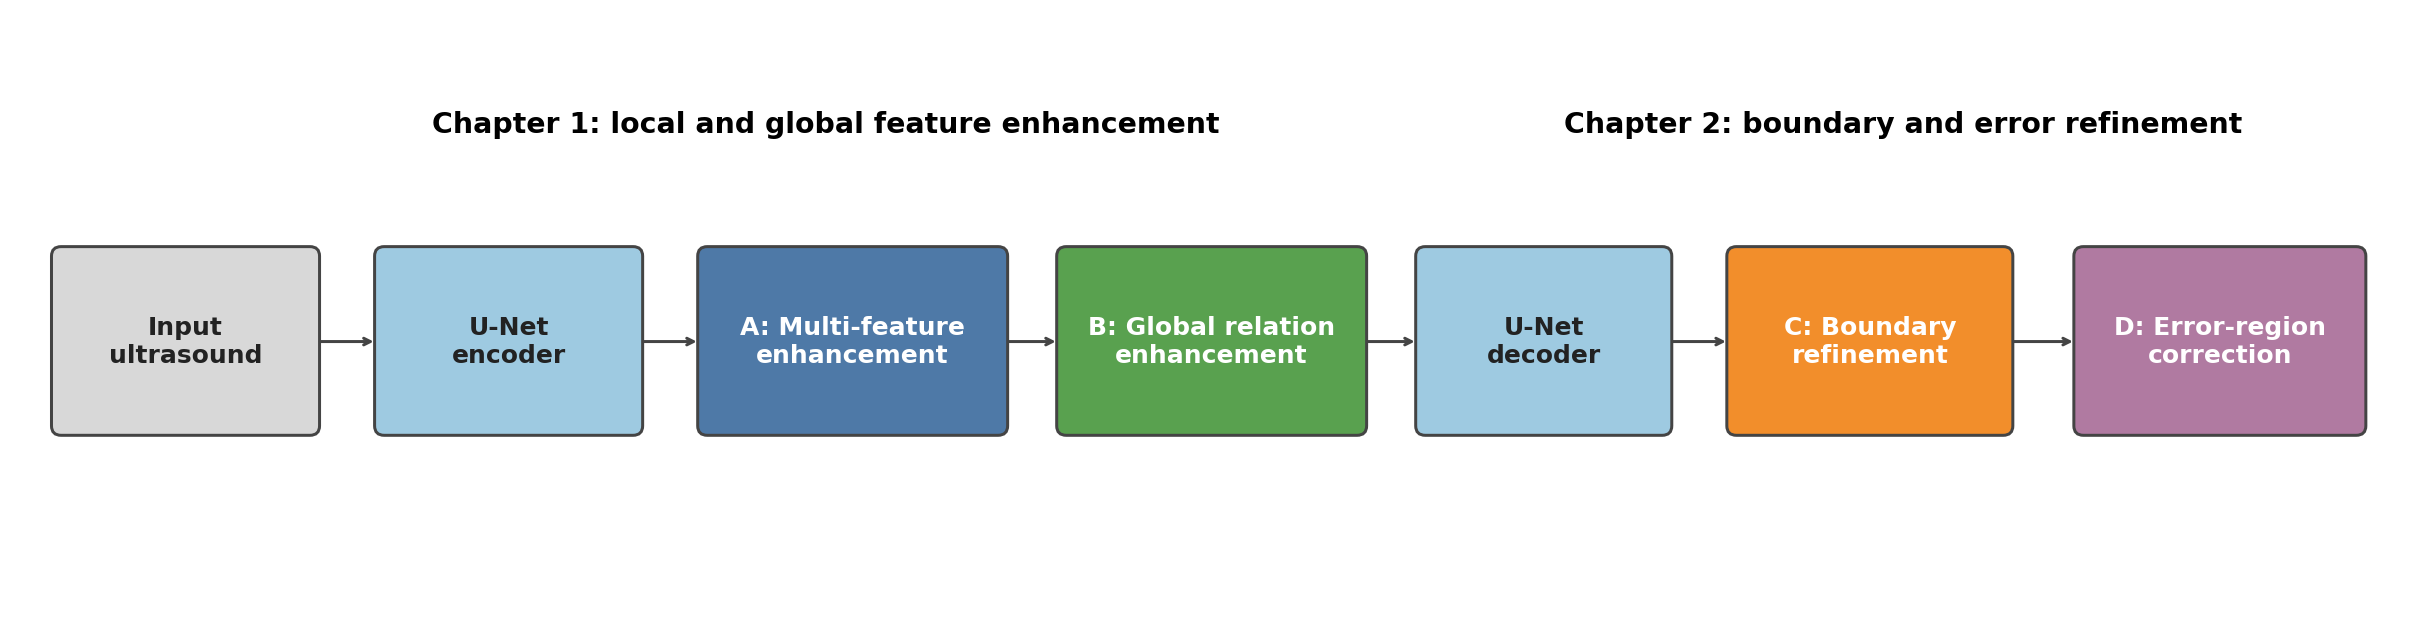 Chapter 1: local and global feature enhancement
Chapter 2: boundary and error refinement
Input
ultrasound
U-Net
encoder
A: Multi-feature
enhancement
B: Global relation
enhancement
U-Net
decoder
C: Boundary
refinement
D: Error-region
correction